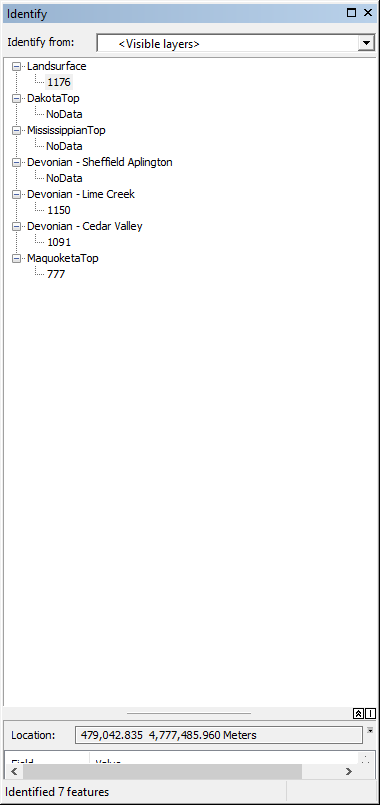 Identify
Identify from: <Visible layers>
Landsurface
1176
DakotaTop
NoData
MississippianTop
NoData
Devonian - Sheffield Aplington
NoData
Devonian - Lime Creek
1150
Devonian - Cedar Valley
1091
MaquoketaTop
777
Location: 479,042.835 4,777,485.960 Meters
Field Value
Identified 7 features